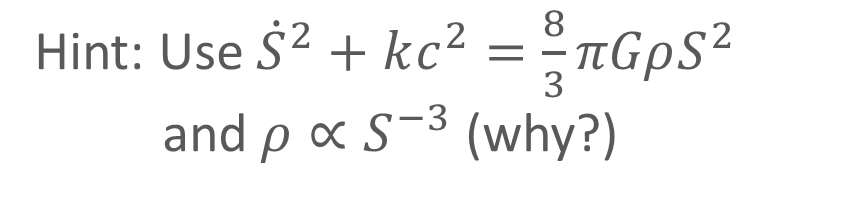 Hint: Use Ṡ² + kc² = 8/3 πGρS²
and ρ ∝ S⁻³ (why?)